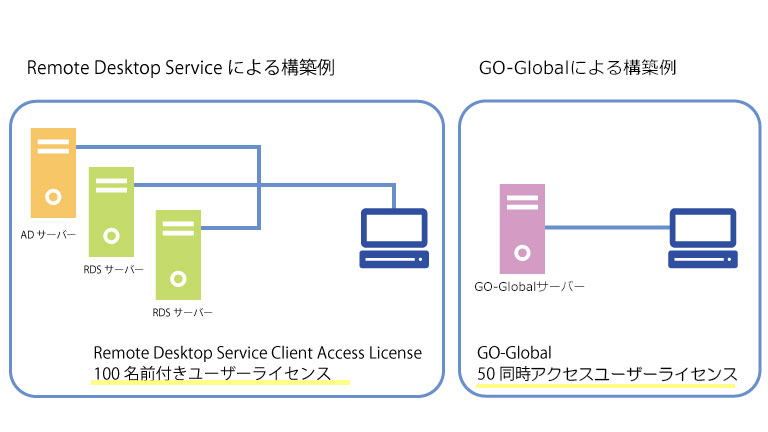 Remote Desktop Service による構築例
GO-Globalによる構築例
AD サーバー
RDS サーバー
RDS サーバー
Remote Desktop Service Client Access License
100 名前付きユーザーライセンス
GO-Globalサーバー
GO-Global
50 同時アクセスユーザーライセンス